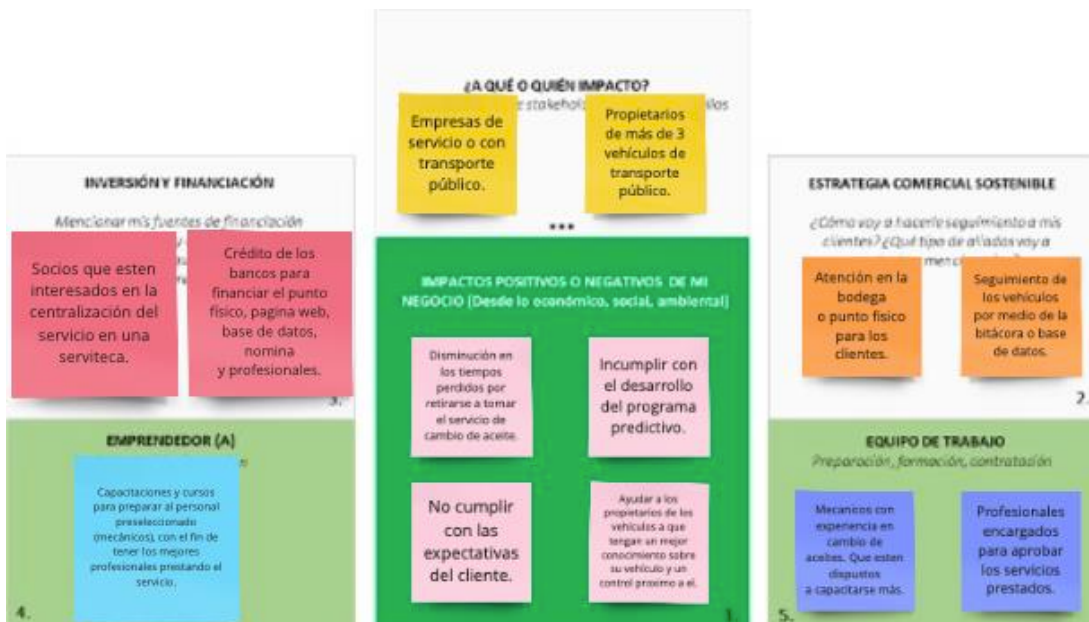 ¿A QUÉ O QUIÉN IMPACTO?
Empresas de
servicio o con
transporte
público.
Propietarios
de más de 3
vehículos de
transporte
público.
...
INVERSIÓN Y FINANCIACIÓN
Mencionar mis fuentes de financiación
Socios que esten
interesados en la
centralización del
servicio en una
serviteca.
Crédito de los
bancos para
financiar el punto
físico, pagina web,
base de datos,
nomina
y profesionales.
3.
EMPRENDEDOR (A)
Capacitaciones y cursos
para preparar al personal
preseleccionado
(mecánicos), con el fin de
tener los mejores
profesionales prestando el
servicio.
4.
IMPACTOS POSITIVOS O NEGATIVOS DE MI
NEGOCIO (Desde lo económico, social, ambiental)
Disminución en
los tiempos
perdidos por
retirarse a tomar
el servicio de
cambio de aceite.
Incumplir con
el desarrollo
del programa
predictivo.
No cumplir
con las
expectativas
del cliente.
Ayudar a los
propietarios de los
vehículos a que
tengan un mejor
conocimiento sobre
su vehículo y un
control proximo a el.
1.
ESTRATEGIA COMERCIAL SOSTENIBLE
¿Cómo voy a hacerle seguimiento a mis
clientes? ¿Qué tipo de aliados voy a
Atención en la
bodega
o punto físico
para los
clientes.
Seguimiento de
los vehículos
por medio de la
bitácora o base
de datos.
2.
EQUIPO DE TRABAJO
Preparación, formación, contratación
Mecanicos con
experiencia en
cambio de
aceites. Que esten
disputos
a capacitarse más.
Profesionales
encargados
para aprobar
los servicios
prestados.
5.